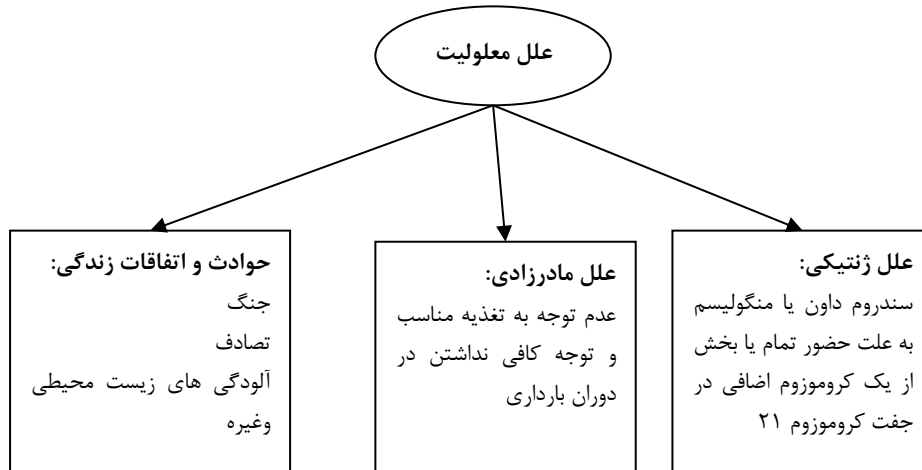 علل معلولیت
علل ژنتیکی:
سندروم داون یا منگولیسم
به علت حضور تمام یا بخش
از یک کروموزوم اضافی در
جفت کروموزوم ۲۱
علل مادرزادی:
عدم توجه به تغذیه مناسب
و توجه کافی نداشتن در
دوران بارداری
حوادث و اتفاقات زندگی:
جنگ
تصادف
آلودگی های زیست محیطی
وغیره